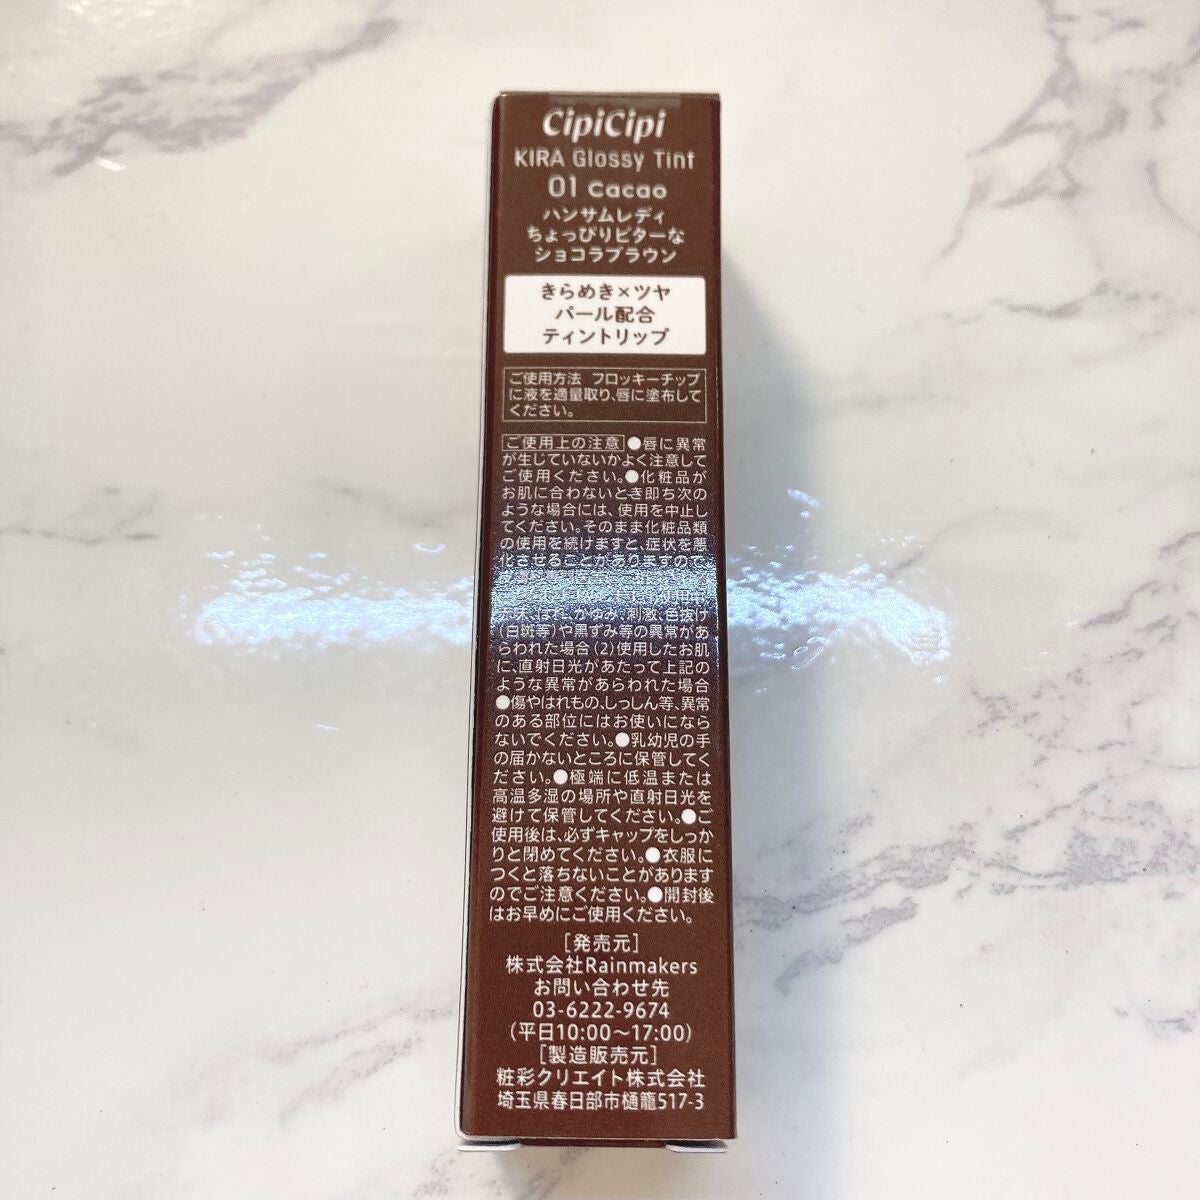 CipiCipi
KIRA Glossy Tint
01 Cacao
ハンサムレディ
ちょっぴりビターな
ショコラブラウン
きらめき×ツヤ
パール配合
ティントリップ
ご使用方法 フロッキーチップ
に液を適量取り、唇に塗布して
ください。
ご使用上の注意 ●唇に異常
が生じていないかよく注意して
ご使用ください。●化粧品が
お肌に合わないとき即ち次の
ような場合には、使用を中止し
てください。そのまま化粧品類
の使用を続けますと、症状を悪
化させることがありますので
赤味、はれ、かゆみ、刺激、色抜け
(白斑等)や黒ずみ等の異常があ
らわれた場合(2)使用したお肌
に、直射日光があたって上記の
ような異常があらわれた場合
●傷やはれもの、しっしん等、異常
のある部位にはお使いになら
ないでください。●乳幼児の手
の届かないところに保管してく
ださい。●極端に低温または
高温多湿の場所や直射日光を
避けて保管してください。●ご
使用後は、必ずキャップをしっか
りと閉めてください。●衣服に
つくと落ちないことがあります
のでご注意ください。●開封後
はお早めにご使用ください。
[発売元]
株式会社Rainmakers
お問い合わせ先
03-6222-9674
(平日10:00〜17:00)
[製造販売元]
粧彩クリエイト株式会社
埼玉県春日部市樋籠517-3